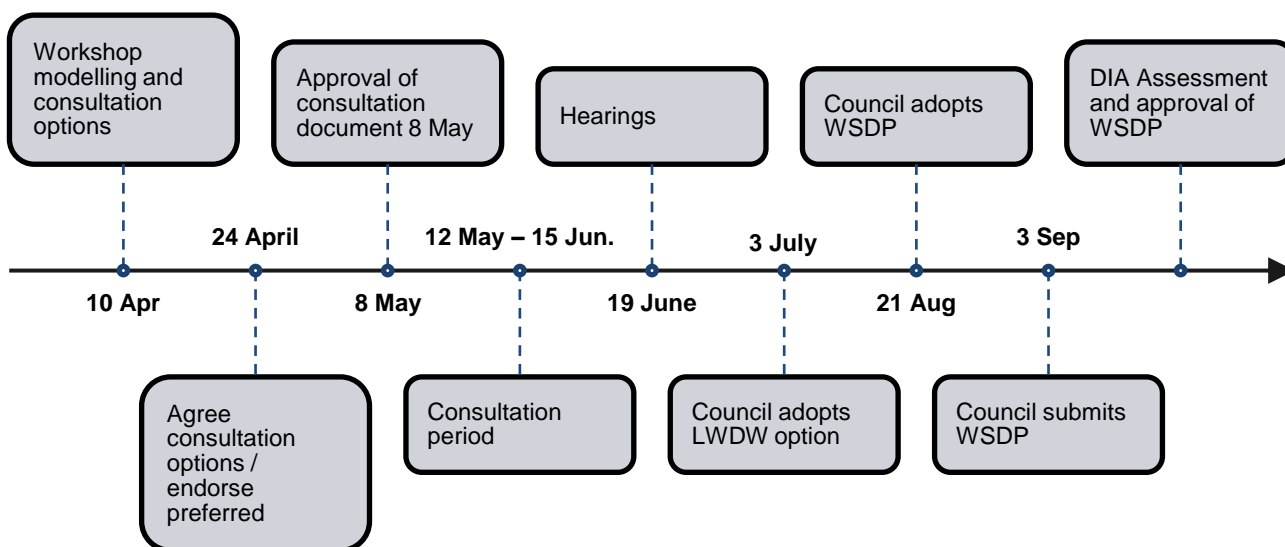 Workshop
modelling and
consultation
options
Approval of
consultation
document 8 May
Hearings
Council adopts
WSDP
DIA Assessment
and approval of
WSDP
24 April
12 May – 15 Jun.
3 July
3 Sep
10 Apr
8 May
19 June
21 Aug
Agree
consultation
options /
endorse
preferred
Consultation
period
Council adopts
LWDW option
Council submits
WSDP